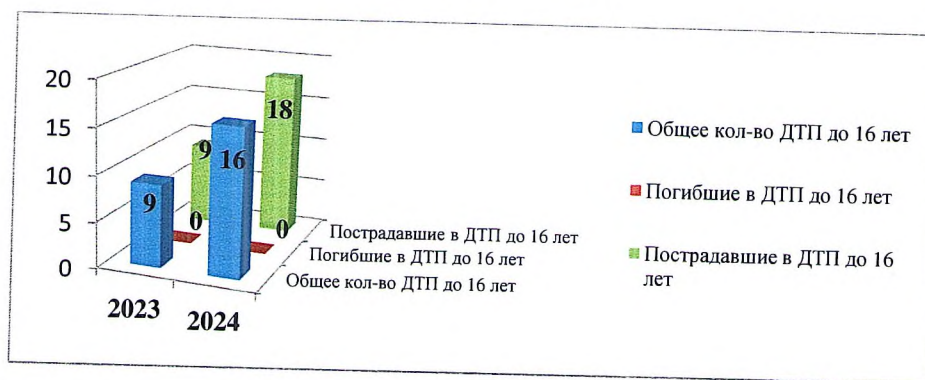 20
15
10
5
0
9
0
9
16
0
18
2023
2024
Пострадавшие в ДТП до 16 лет
Погибшие в ДТП до 16 лет
Общее кол-во ДТП до 16 лет
Общее кол-во ДТП до 16 лет
Погибшие в ДТП до 16 лет
Пострадавшие в ДТП до 16
лет